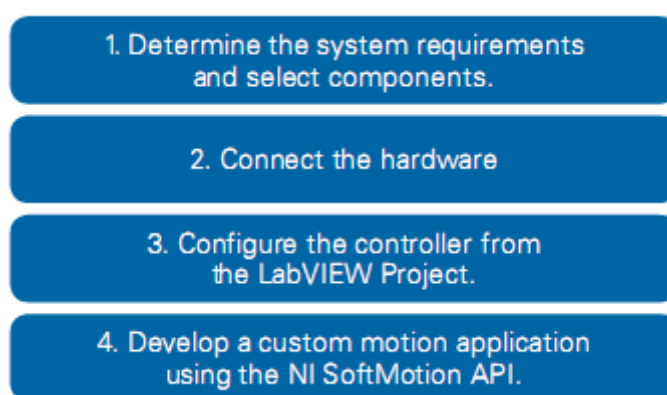 1. Determine the system requirements
and select components.
2. Connect the hardware
3. Configure the controller from
the LabVIEW Project.
4. Develop a custom motion application
using the NI SoftMotion API.